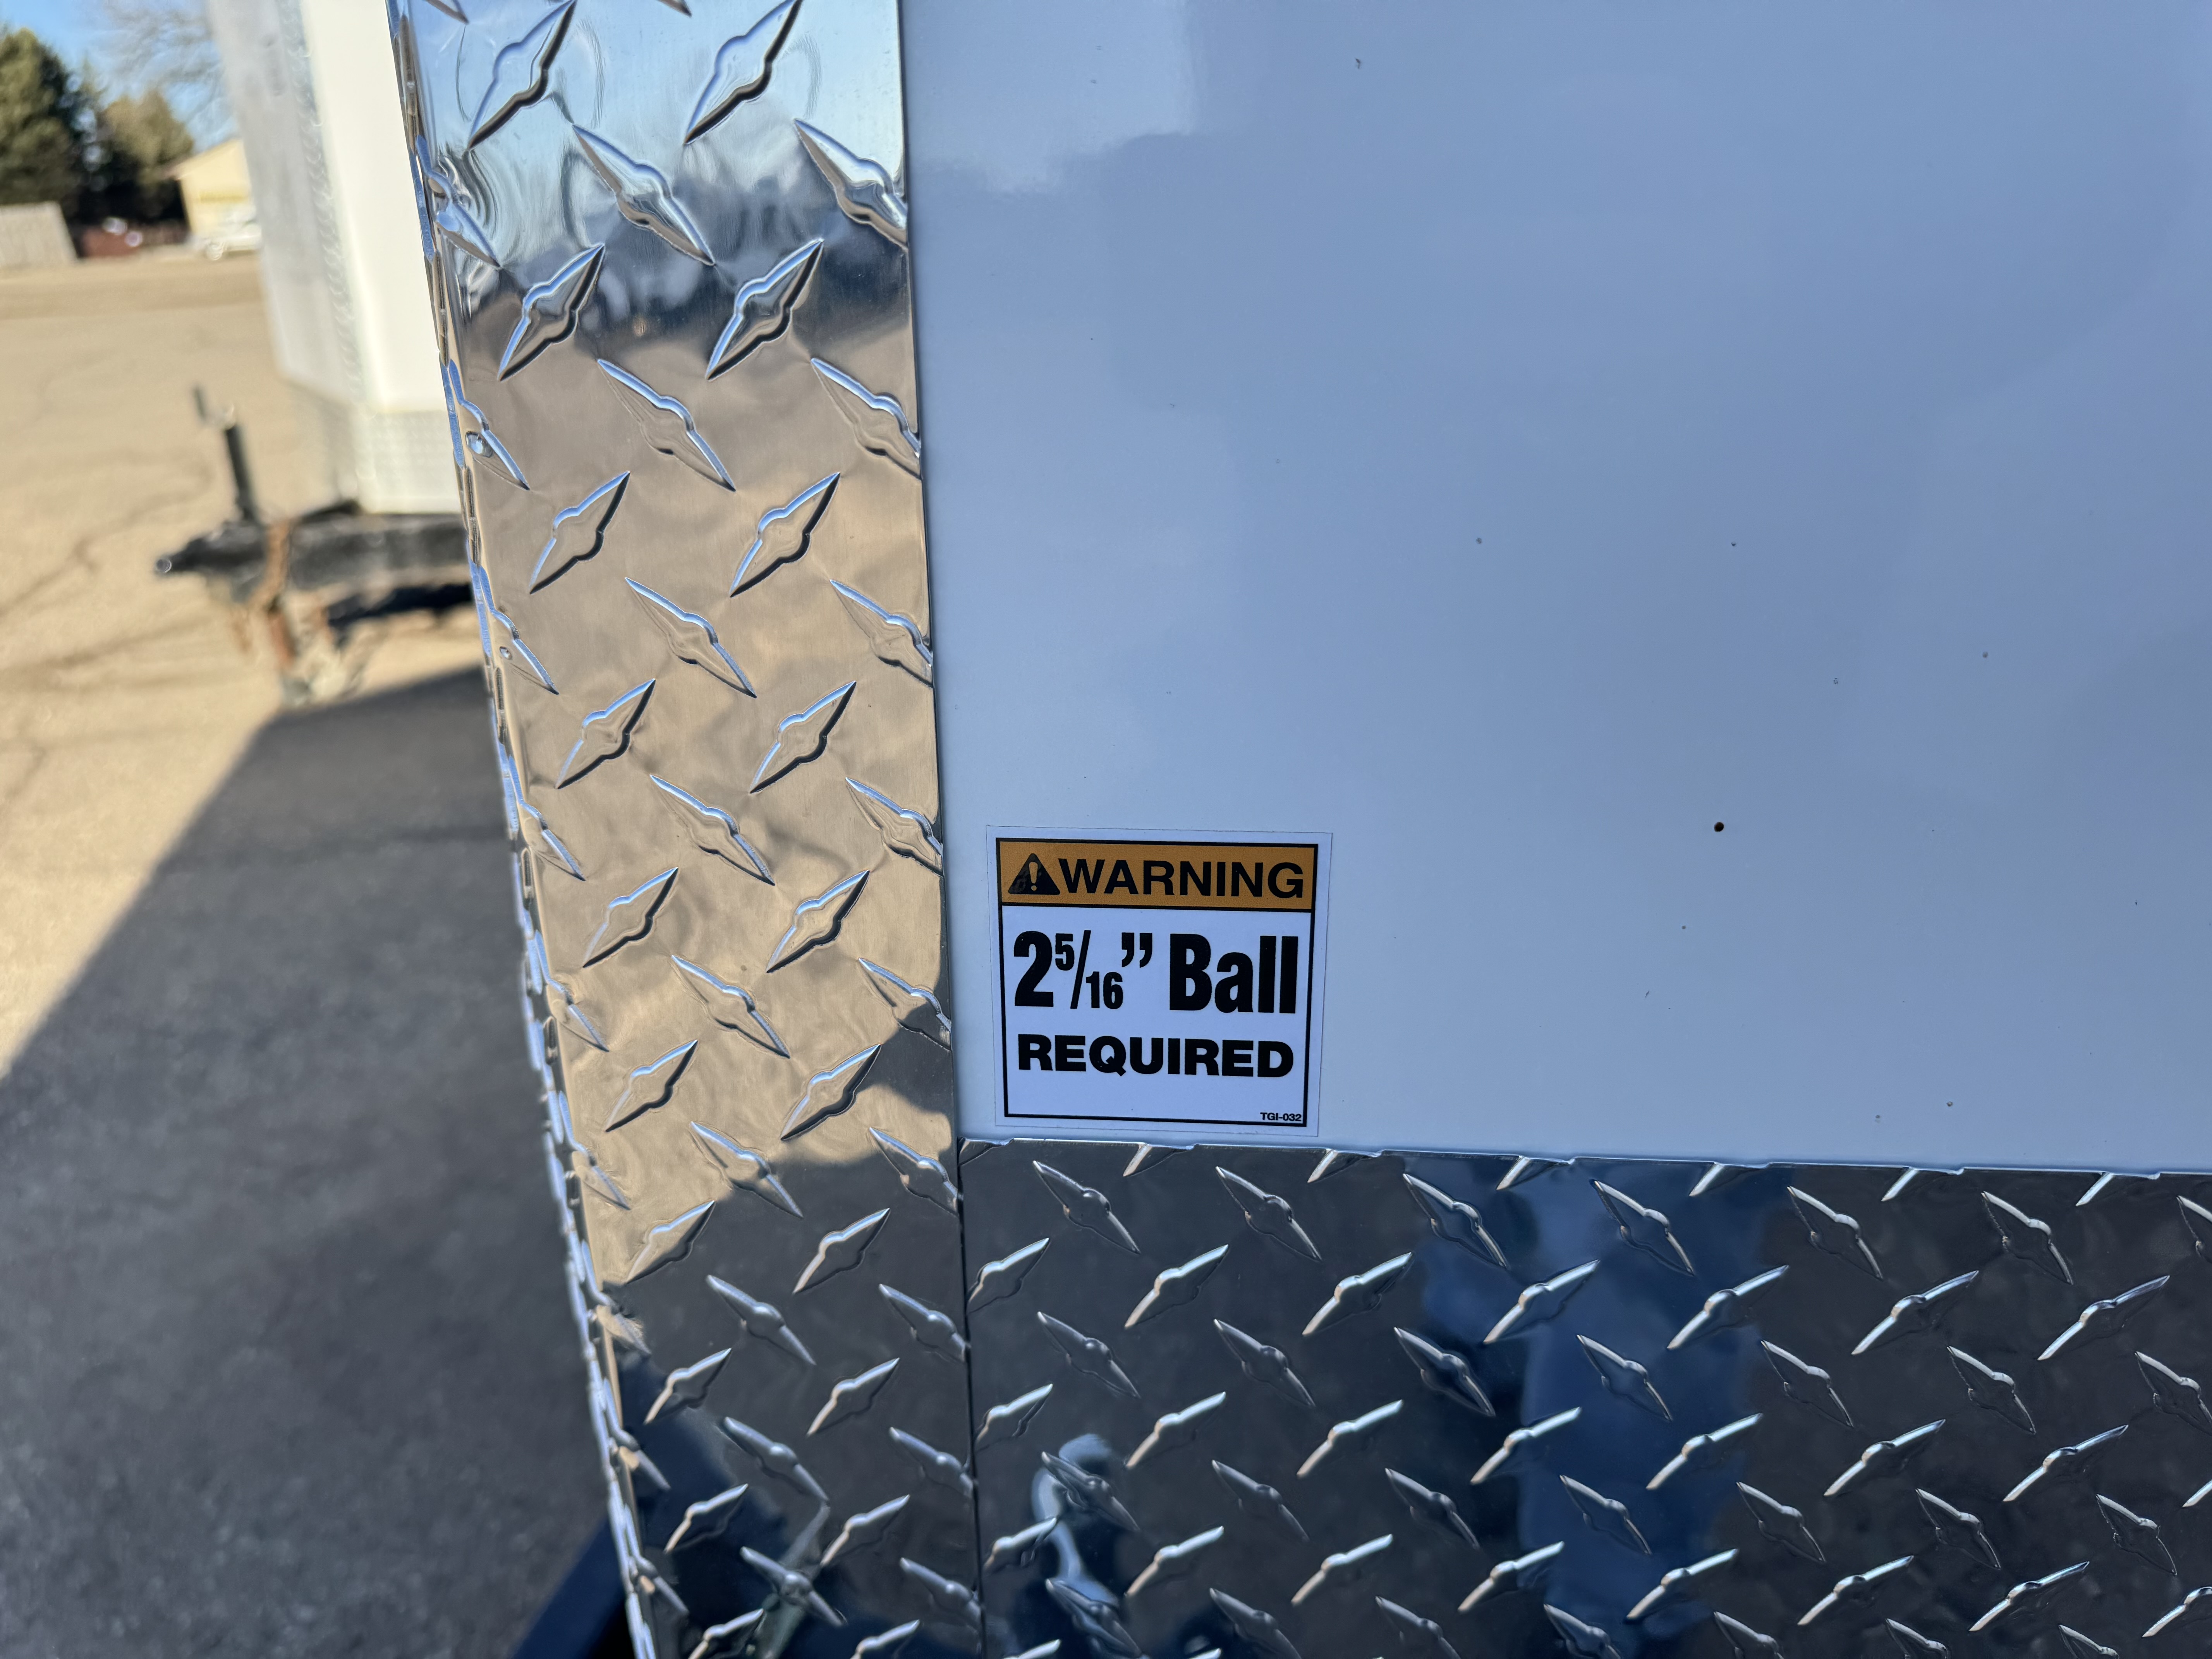 ⚠WARNING
2 5/16” Ball
REQUIRED
TGI-032